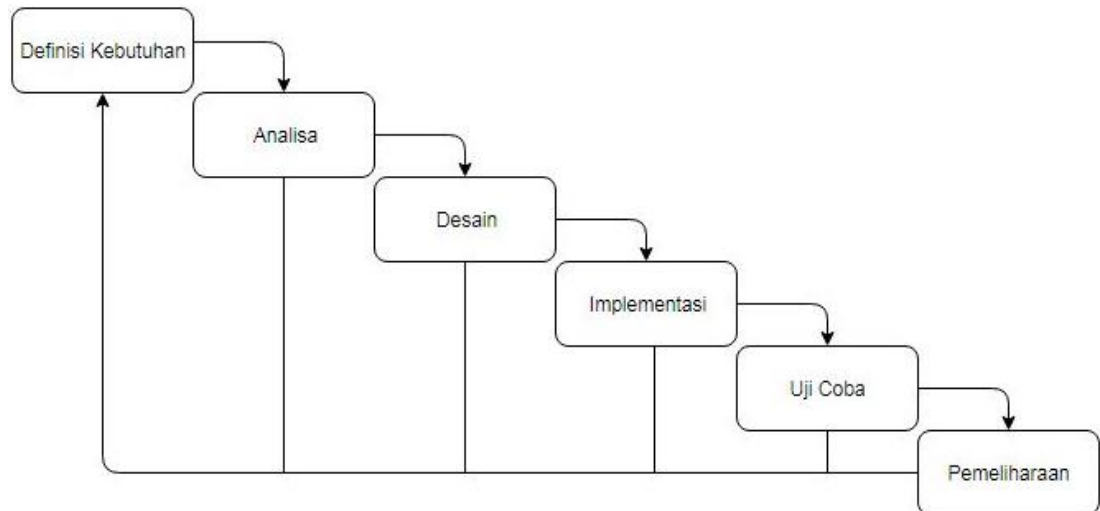 Definisi Kebutuhan
Analisa
Desain
Implementasi
Uji Coba
Pemeliharaan